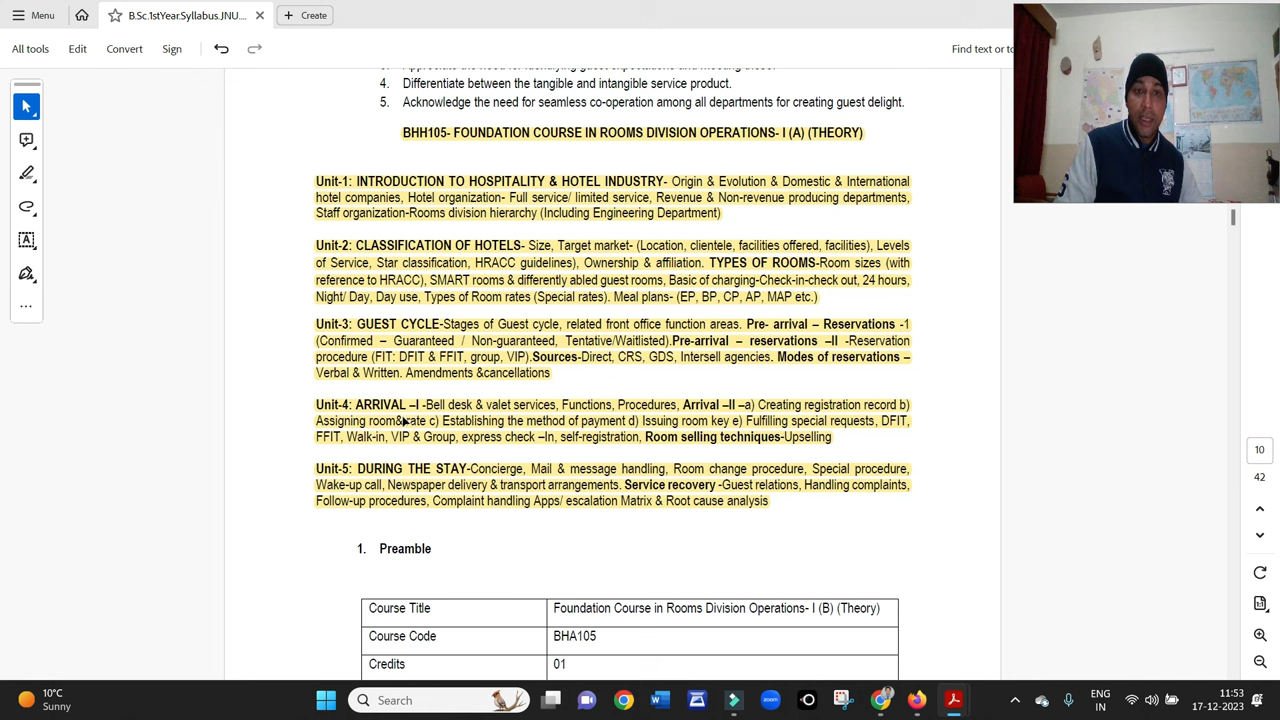 Menu
B.Sc.1stYear.Syllabus.JNU....
Create
All tools
Edit
Convert
Sign
Find text or to
4. Differentiate between the tangible and intangible service product.
5. Acknowledge the need for seamless co-operation among all departments for creating guest delight.
BHH105- FOUNDATION COURSE IN ROOMS DIVISION OPERATIONS- I (A) (THEORY)
Unit-1: INTRODUCTION TO HOSPITALITY & HOTEL INDUSTRY- Origin & Evolution & Domestic & International
hotel companies, Hotel organization- Full service/ limited service, Revenue & Non-revenue producing departments,
Staff organization-Rooms division hierarchy (Including Engineering Department)
Unit-2: CLASSIFICATION OF HOTELS- Size, Target market- (Location, clientele, facilities offered, facilities), Levels
of Service, Star classification, HRACC guidelines), Ownership & affiliation. TYPES OF ROOMS-Room sizes (with
reference to HRACC), SMART rooms & differently abled guest rooms, Basic of charging-Check-in-check out, 24 hours,
Night/ Day, Day use, Types of Room rates (Special rates). Meal plans- (EP, BP, CP, AP, MAP etc.)
Unit-3: GUEST CYCLE-Stages of Guest cycle, related front office function areas. Pre- arrival – Reservations -1
(Confirmed – Guaranteed / Non-guaranteed, Tentative/Waitlisted).Pre-arrival – reservations –II -Reservation
procedure (FIT: DFIT & FFIT, group, VIP).Sources-Direct, CRS, GDS, Intersell agencies. Modes of reservations –
Verbal & Written. Amendments &cancellations
Unit-4: ARRIVAL –I -Bell desk & valet services, Functions, Procedures, Arrival –II –a) Creating registration record b)
Assigning room& rate c) Establishing the method of payment d) Issuing room key e) Fulfilling special requests, DFIT,
FFIT, Walk-in, VIP & Group, express check –In, self-registration, Room selling techniques-Upselling
Unit-5: DURING THE STAY-Concierge, Mail & message handling, Room change procedure, Special procedure,
Wake-up call, Newspaper delivery & transport arrangements. Service recovery -Guest relations, Handling complaints,
Follow-up procedures, Complaint handling Apps/ escalation Matrix & Root cause analysis
1. Preamble
Course Title Foundation Course in Rooms Division Operations- I (B) (Theory)
Course Code BHA105
Credits 01
10
42
10°C
Sunny
Search
zoom
ENG
IN
11:53
17-12-2023